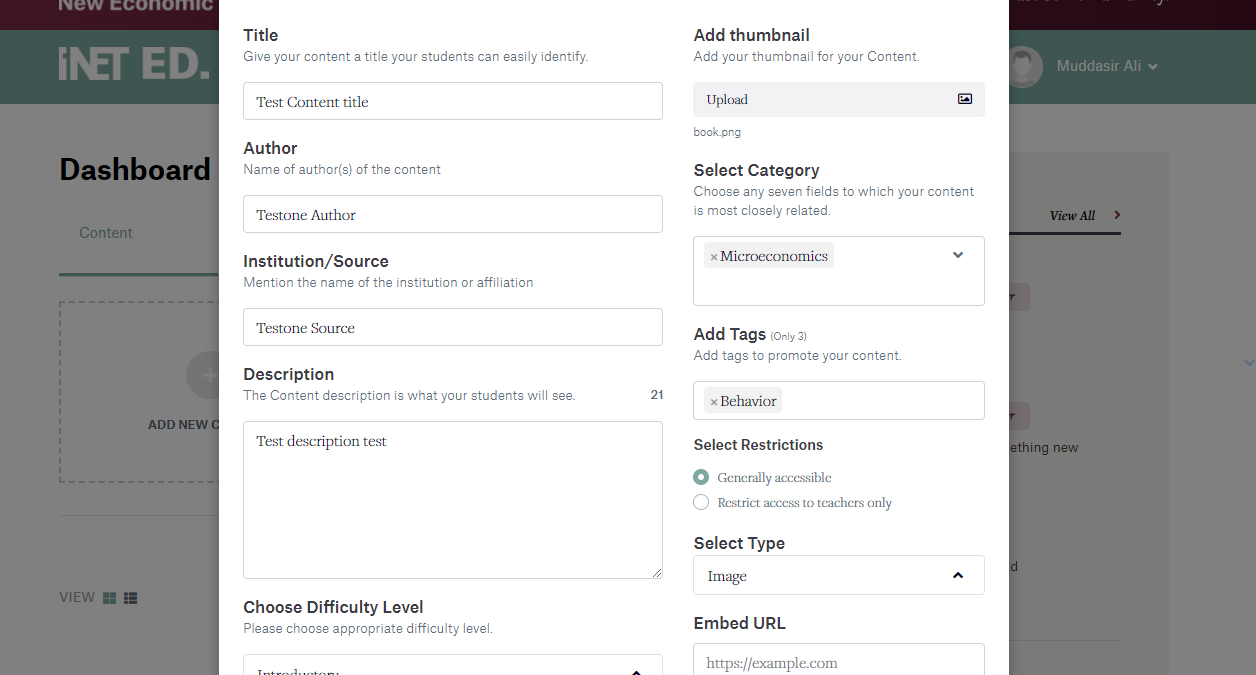 New Economic
iNET ED.
Muddasir Ali
Dashboard
Content
ADD NEW C
VIEW
Title
Give your content a title your students can easily identify.
Test Content title
Author
Name of author(s) of the content
Testone Author
Institution/Source
Mention the name of the institution or affiliation
Testone Source
Description
The Content description is what your students will see. 21
Test description test
Choose Difficulty Level
Please choose appropriate difficulty level.
Introductory
Add thumbnail
Add your thumbnail for your Content.
Upload
book.png
Select Category
Choose any seven fields to which your content
is most closely related.
×Microeconomics
Add Tags (Only 3)
Add tags to promote your content.
×Behavior
Select Restrictions
Generally accessible
Restrict access to teachers only
Select Type
Image
Embed URL
https://example.com
View All
ething new
d